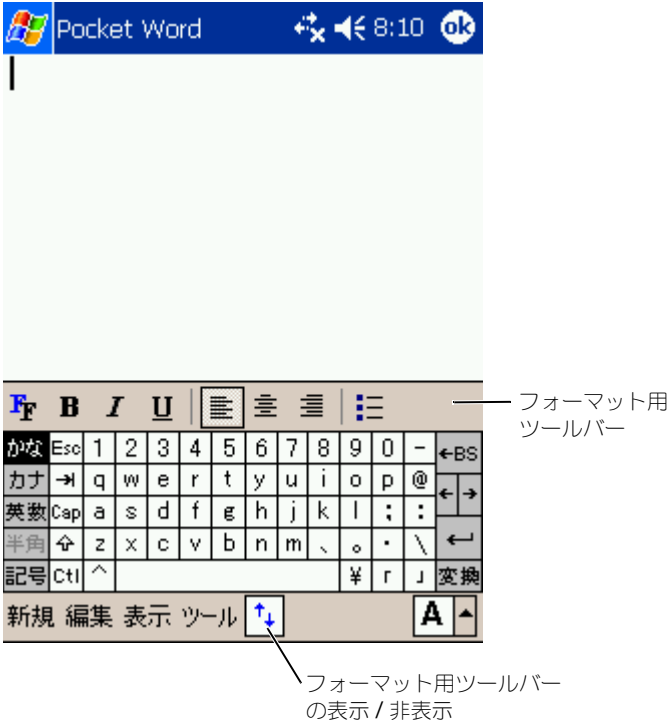 Pocket Word 8:10 ok
FF B I U
フォーマット用
ツールバー
かな Esc 1 2 3 4 5 6 7 8 9 0 - ←BS
カナ →| q w e r t y u i o p @ ← →
英数 Cap a s d f g h j k l ; :
半角 z x c v b n m 、 。 ・ \ ↵
記号 Ctl ^ ¥ 「 」 変換
新規 編集 表示 ツール ↑↓ A ▲
フォーマット用ツールバー
の表示 / 非表示